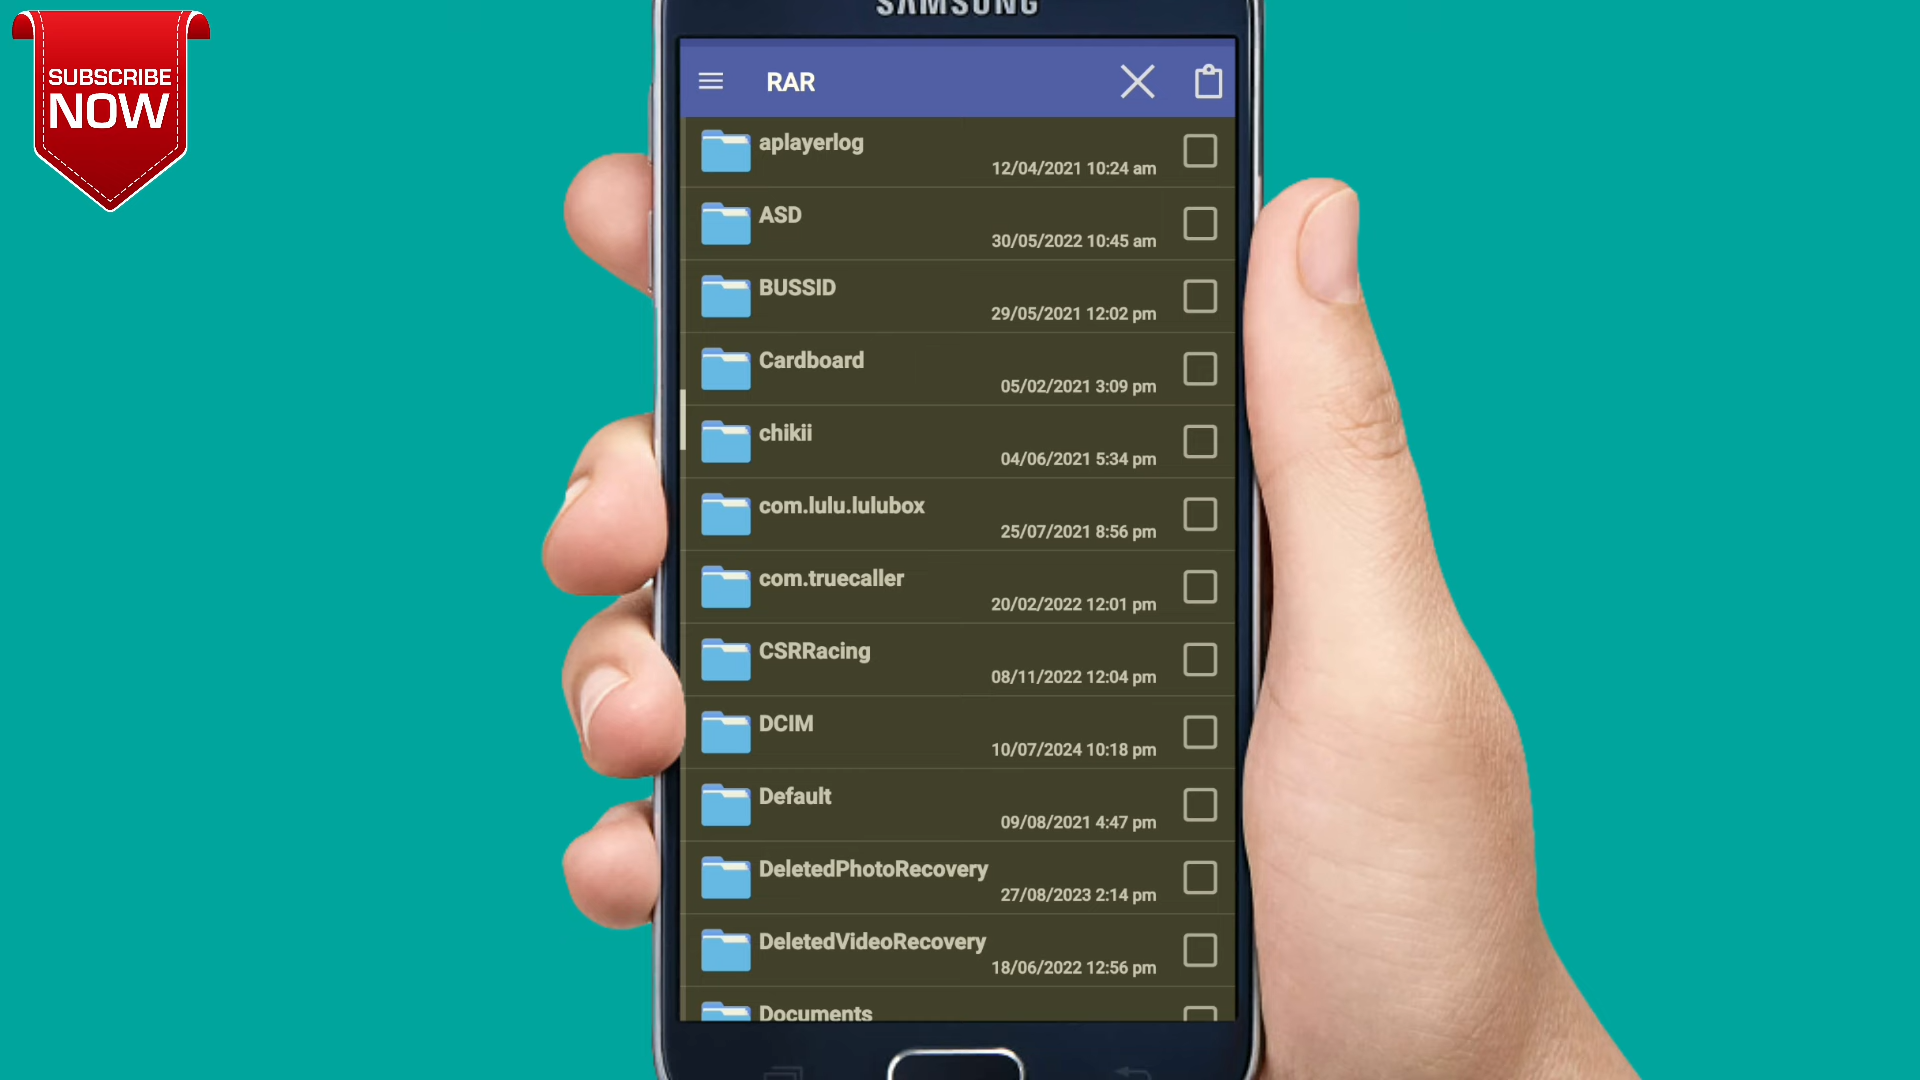 SUBSCRIBE
NOW
SAMSUNG
RAR
aplayerlog
12/04/2021 10:24 am
ASD
30/05/2022 10:45 am
BUSSID
29/05/2021 12:02 pm
Cardboard
05/02/2021 3:09 pm
chikii
04/06/2021 5:34 pm
com.lulu.lulubox
25/07/2021 8:56 pm
com.truecaller
20/02/2022 12:01 pm
CSRRacing
08/11/2022 12:04 pm
DCIM
10/07/2024 10:18 pm
Default
09/08/2021 4:47 pm
DeletedPhotoRecovery
27/08/2023 2:14 pm
DeletedVideoRecovery
18/06/2022 12:56 pm
Documents